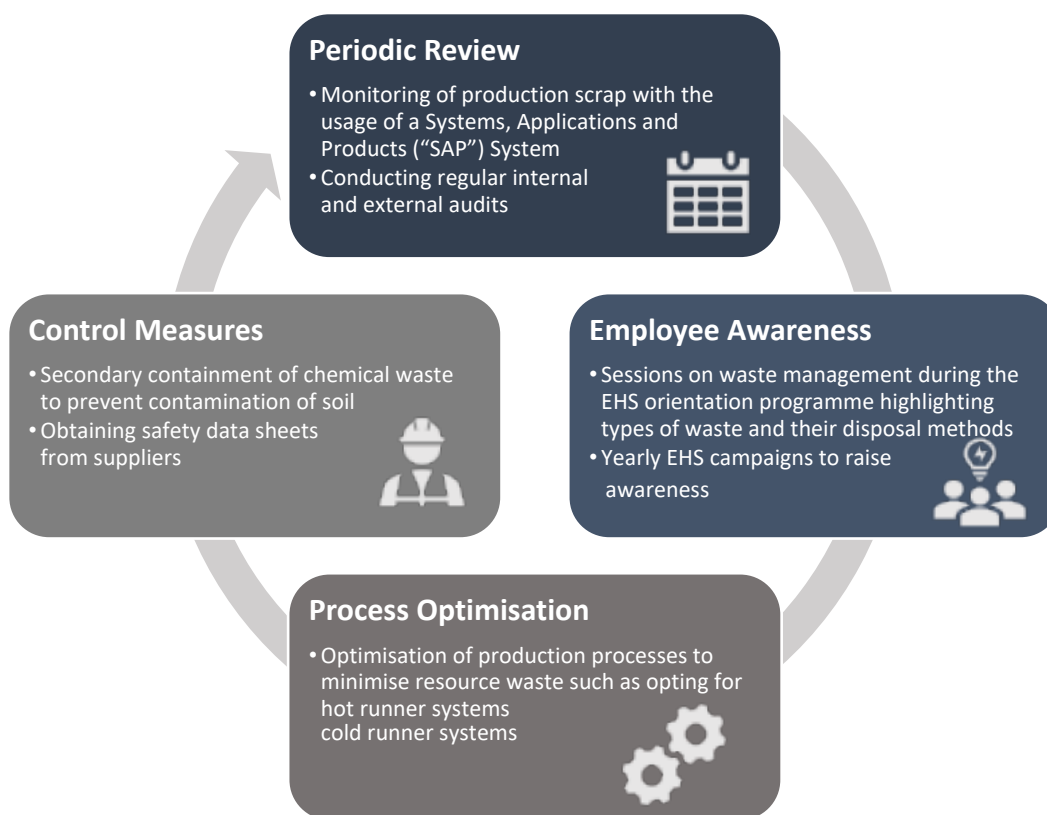 Periodic Review
• Monitoring of production scrap with the
usage of a Systems, Applications and
Products (“SAP”) System
• Conducting regular internal
and external audits
Control Measures
• Secondary containment of chemical waste
to prevent contamination of soil
• Obtaining safety data sheets
from suppliers
Employee Awareness
• Sessions on waste management during the
EHS orientation programme highlighting
types of waste and their disposal methods
• Yearly EHS campaigns to raise
awareness
Process Optimisation
• Optimisation of production processes to
minimise resource waste such as opting for
hot runner systems
cold runner systems